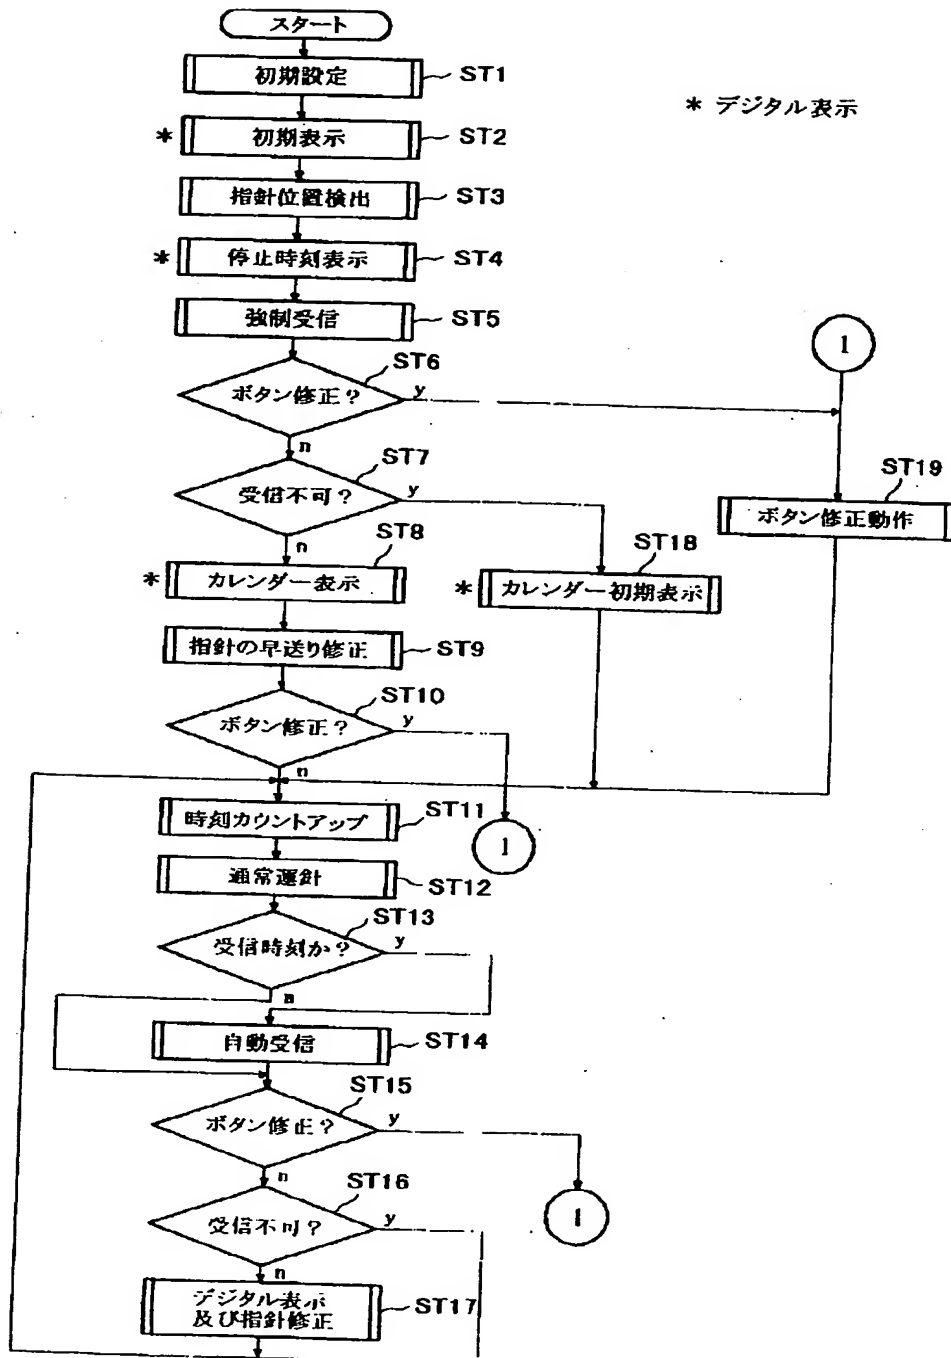 スタート
初期設定 ST1
* デジタル表示
* 初期表示 ST2
指針位置検出 ST3
* 停止時刻表示 ST4
強制受信 ST5
1
ST6
ボタン修正? y
n
ST7
受信不可? y
n
ST19
ボタン修正動作
ST8
* カレンダー表示
ST18
* カレンダー初期表示
指針の早送り修正 ST9
ST10
ボタン修正? y
n
時刻カウントアップ ST11
1
通常運針 ST12
ST13
受信時刻か? y
n
自動受信 ST14
ST15
ボタン修正? y
n
1
ST16
受信不可? y
n
デジタル表示
及び指針修正 ST17